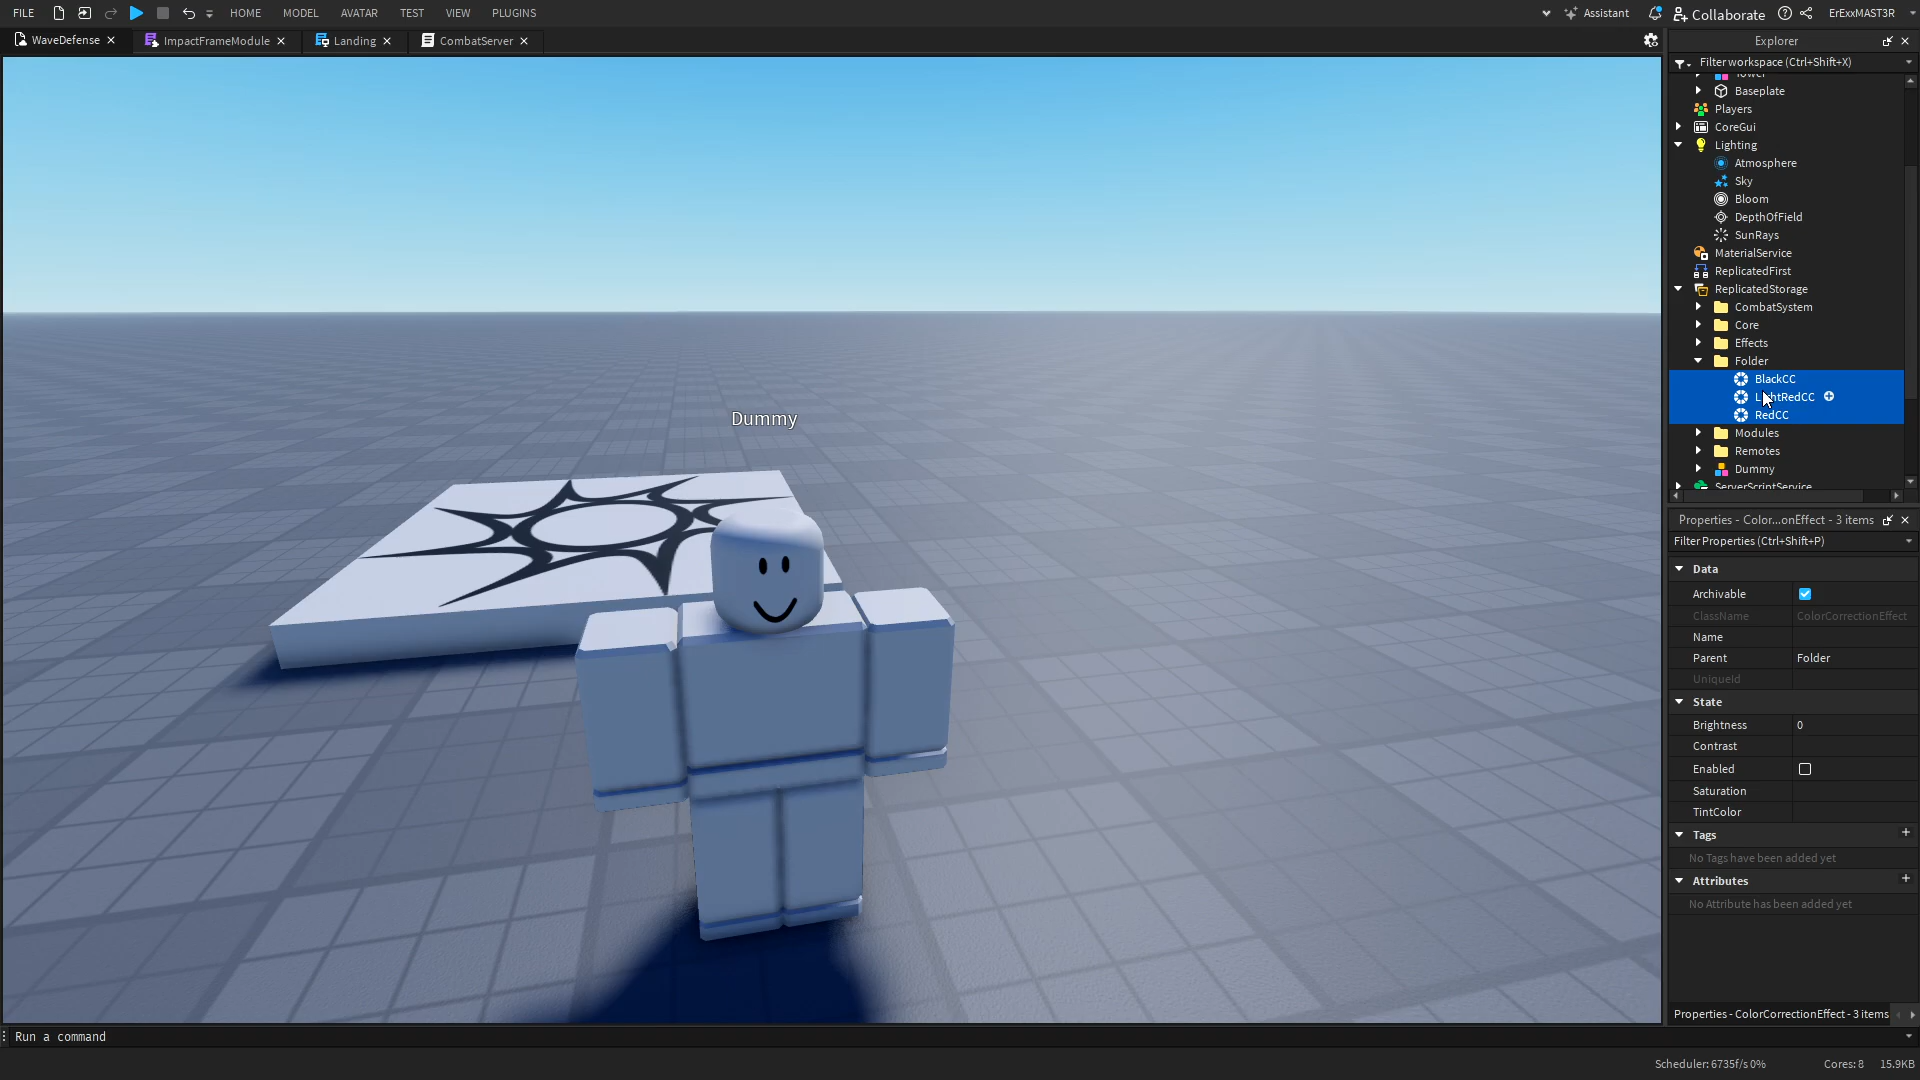 FILE HOME MODEL AVATAR TEST VIEW PLUGINS Assistant Collaborate ErExxMAST3R
WaveDefense ImpactFrameModule Landing CombatServer
Explorer
Filter workspace (Ctrl+Shift+X)
Tower
Baseplate
Players
CoreGui
Lighting
Atmosphere
Sky
Bloom
DepthOfField
SunRays
MaterialService
ReplicatedFirst
ReplicatedStorage
CombatSystem
Core
Effects
Folder
BlackCC
LightRedCC
RedCC
Modules
Remotes
Dummy
ServerScriptService
Dummy
Properties - Color...onEffect - 3 items
Filter Properties (Ctrl+Shift+P)
Data
Archivable
ClassName ColorCorrectionEffect
Name
Parent Folder
UniqueId
State
Brightness 0
Contrast
Enabled
Saturation
TintColor
Tags
No Tags have been added yet
Attributes
No Attribute has been added yet
Properties - ColorCorrectionEffect - 3 items
Run a command
Scheduler: 6735f/s 0% Cores: 8 15.9KB